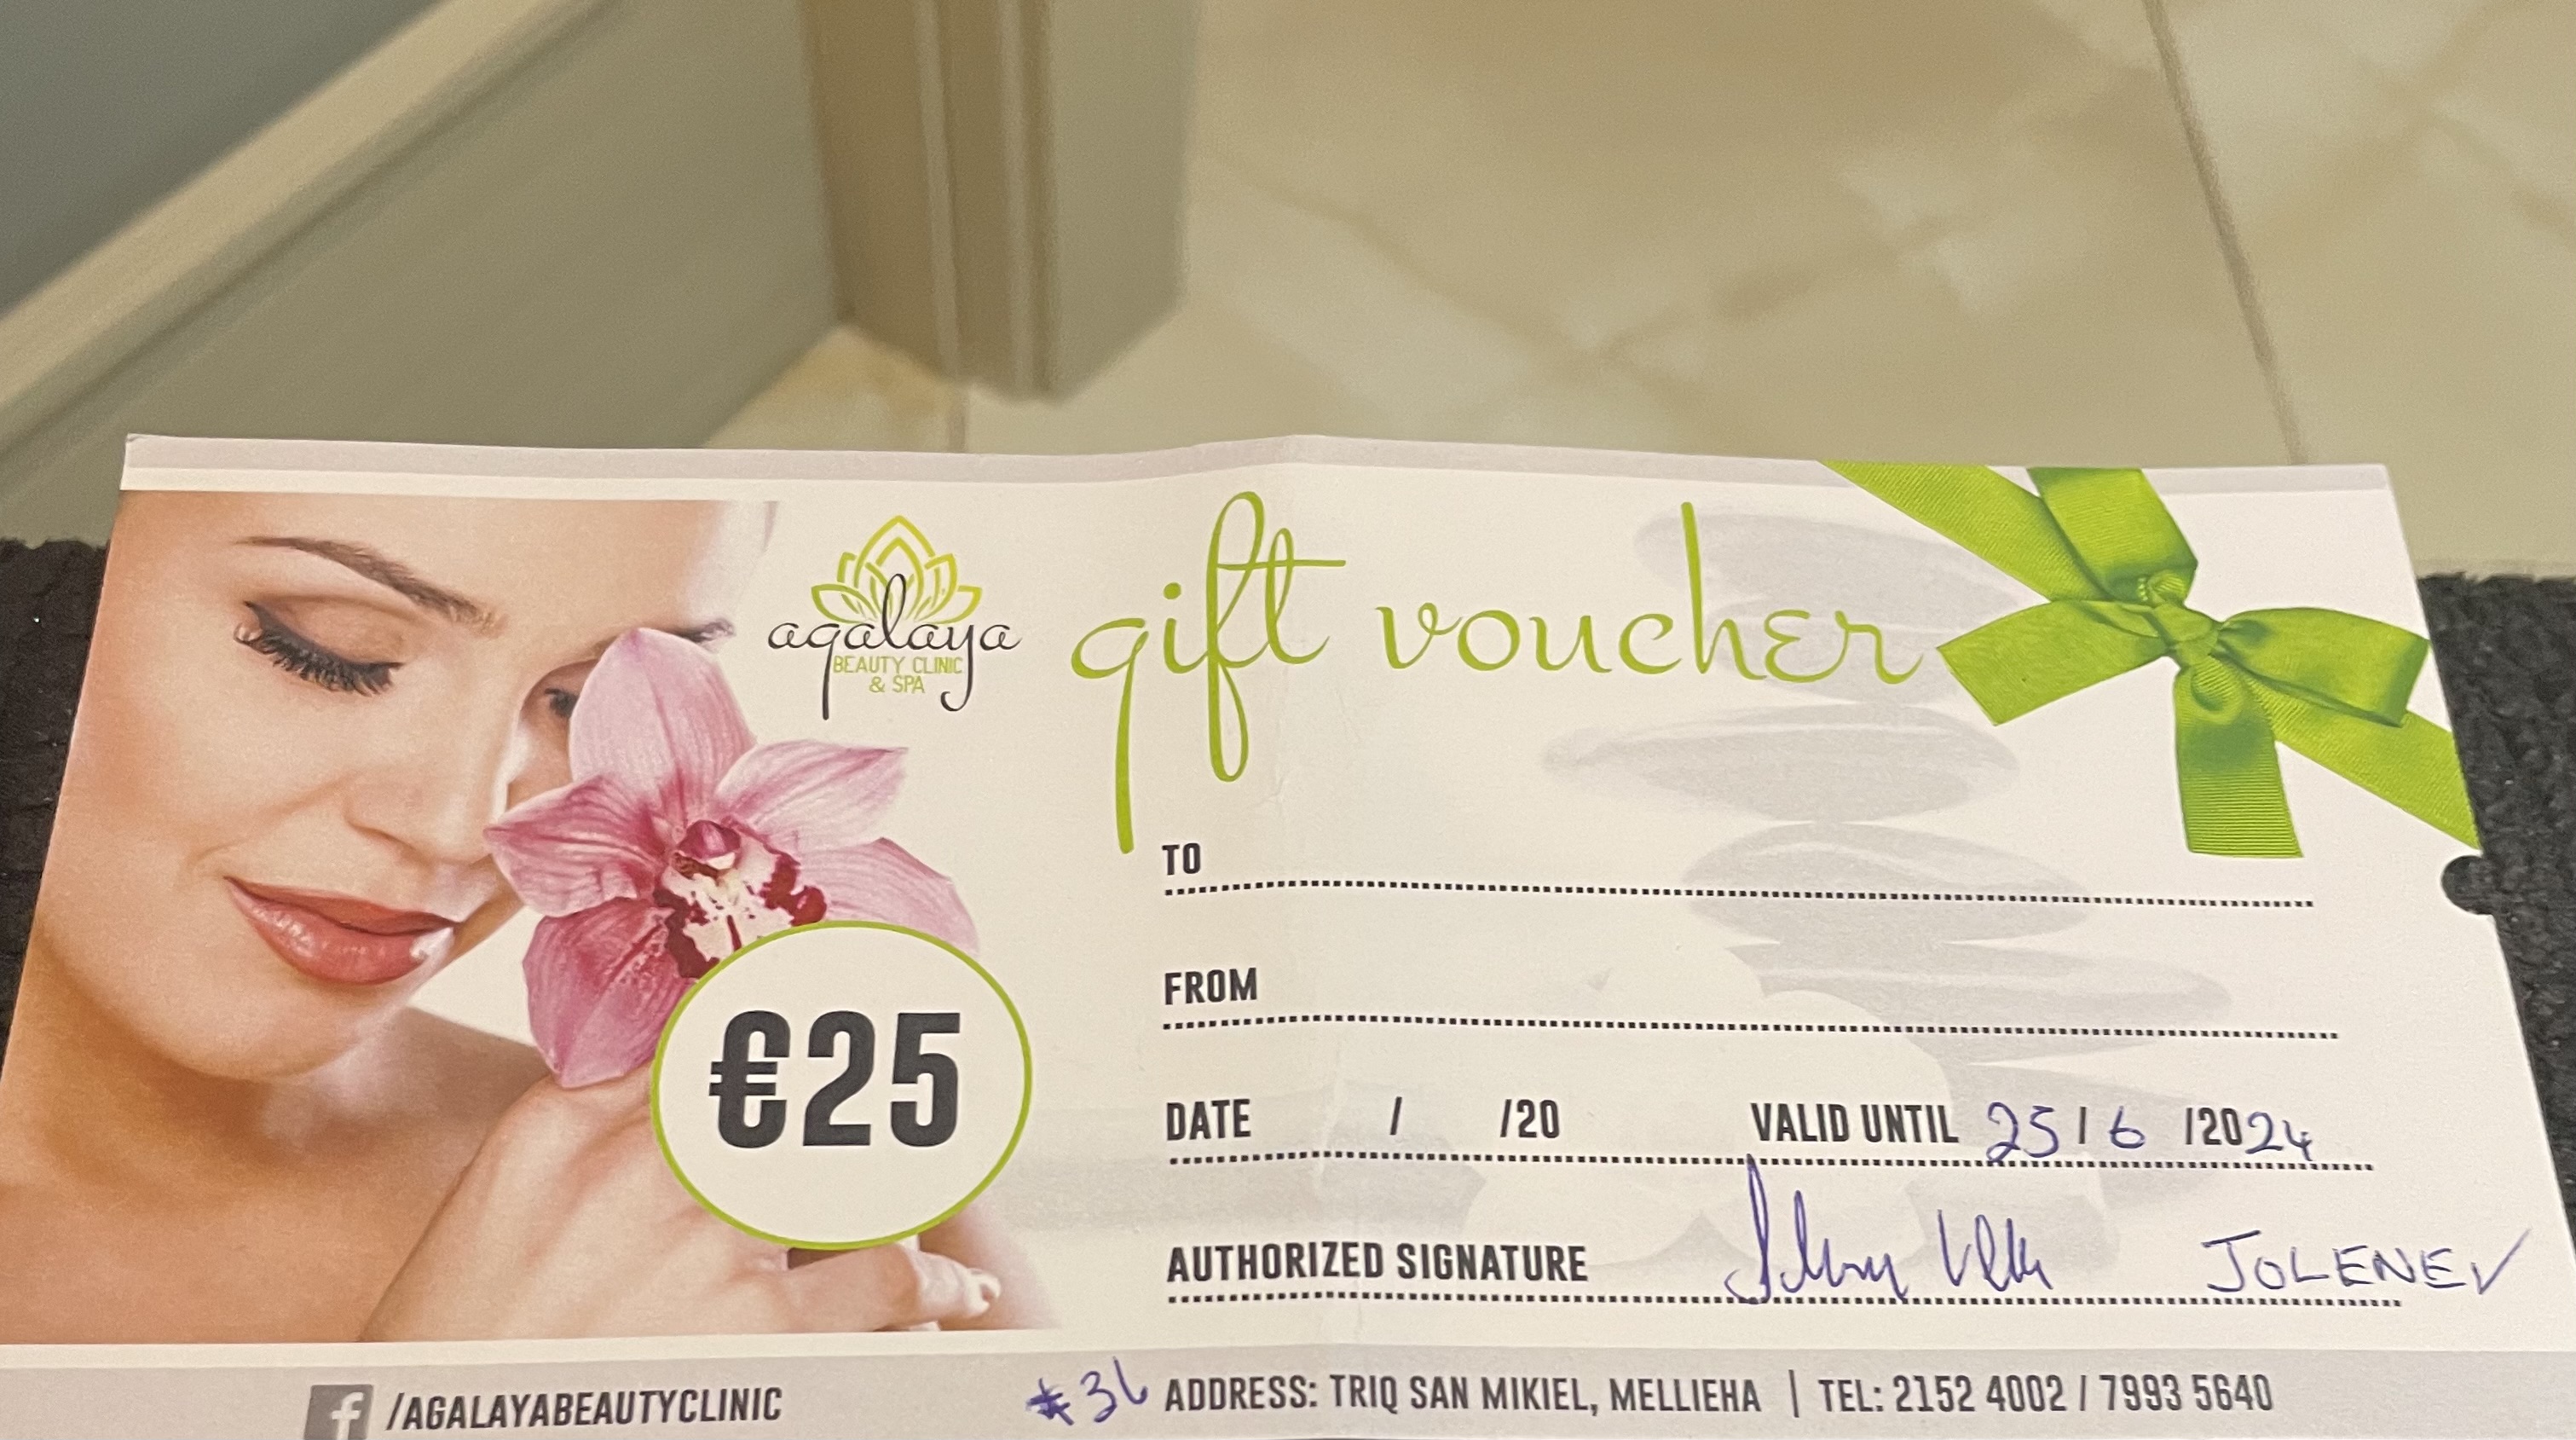 agalaya
BEAUTY CLINIC
& SPA
gift voucher
TO
FROM
€25
DATE / /20 VALID UNTIL 25 / 6 /2024
AUTHORIZED SIGNATURE JOLENE
f /AGALAYABEAUTYCLINIC #36 ADDRESS: TRIQ SAN MIKIEL, MELLIEHA | TEL: 2152 4002 / 7993 5640